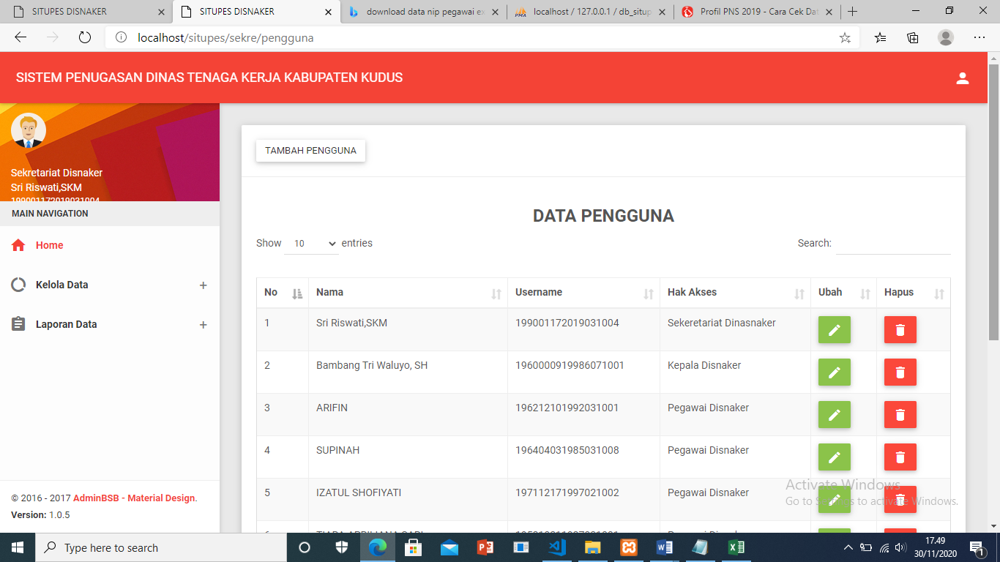 SITUPES DISNAKER
SITUPES DISNAKER
download data nip pegawai ex
localhost / 127.0.0.1 / db_situp
Profil PNS 2019 - Cara Cek Dat
localhost/situpes/sekre/pengguna
SISTEM PENUGASAN DINAS TENAGA KERJA KABUPATEN KUDUS
Sekretariat Disnaker
Sri Riswati,SKM
199001172019031004
MAIN NAVIGATION
Home
Kelola Data +
Laporan Data +
© 2016 - 2017 AdminBSB - Material Design.
Version: 1.0.5
TAMBAH PENGGUNA
DATA PENGGUNA
Show 10 entries Search:
No Nama Username Hak Akses Ubah Hapus
1 Sri Riswati,SKM 199001172019031004 Sekeretariat Dinasnaker
2 Bambang Tri Waluyo, SH 1960000919986071001 Kepala Disnaker
3 ARIFIN 196212101992031001 Pegawai Disnaker
4 SUPINAH 196404031985031008 Pegawai Disnaker
5 IZATUL SHOFIYATI 197112171997021002 Pegawai Disnaker
Activate Windows
Go to Settings to activate Windows.
Type here to search
17.49
30/11/2020
1